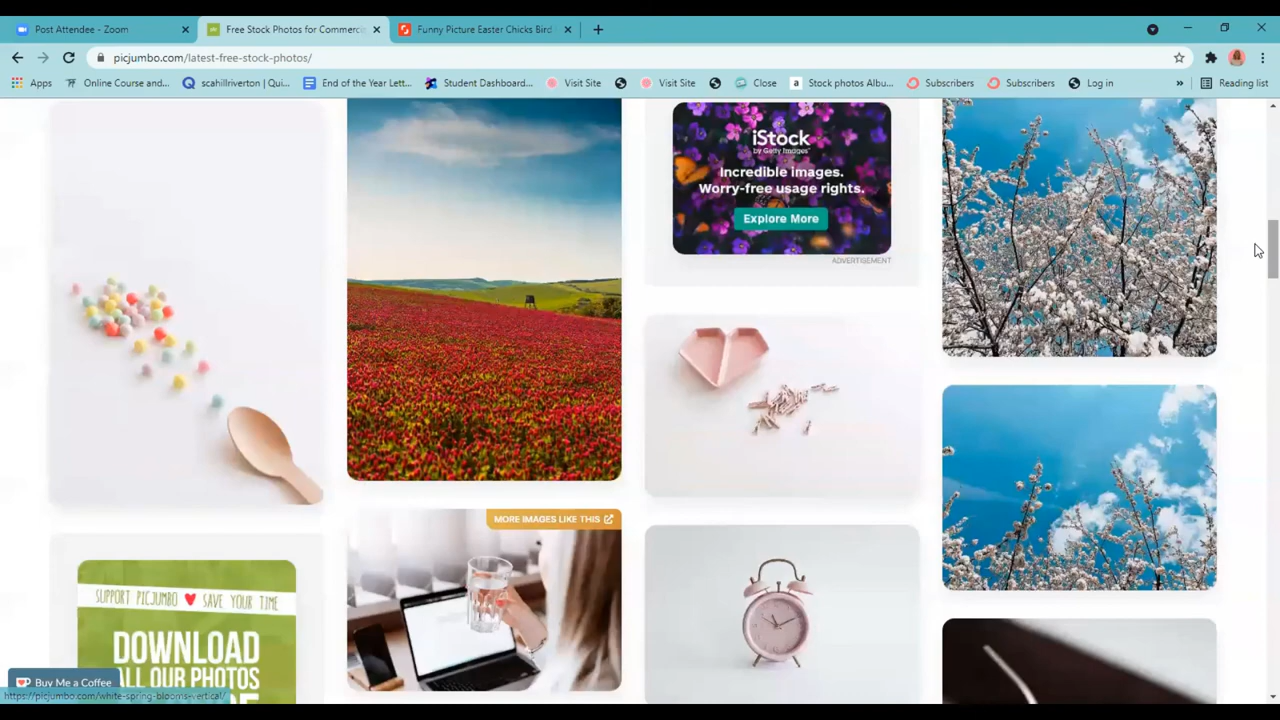 Post Attendee - Zoom
Free Stock Photos for Commerci
Funny Picture Easter Chicks Bird
picjumbo.com/latest-free-stock-photos/
Apps
Online Course and...
scahillriverton | Qui...
End of the Year Lett...
Student Dashboard...
Visit Site
Visit Site
Close
a
Stock photos Albu...
Subscribers
Subscribers
Log in
»
Reading list
iStock
by Getty Images™
Incredible images.
Worry-free usage rights.
Explore More
ADVERTISEMENT
MORE IMAGES LIKE THIS
SUPPORT PICJUMBO ♥ SAVE YOUR TIME
DOWNLOAD
ALL OUR PHOTOS
Buy Me a Coffee
https://picjumbo.com/white-spring-blooms-vertical/